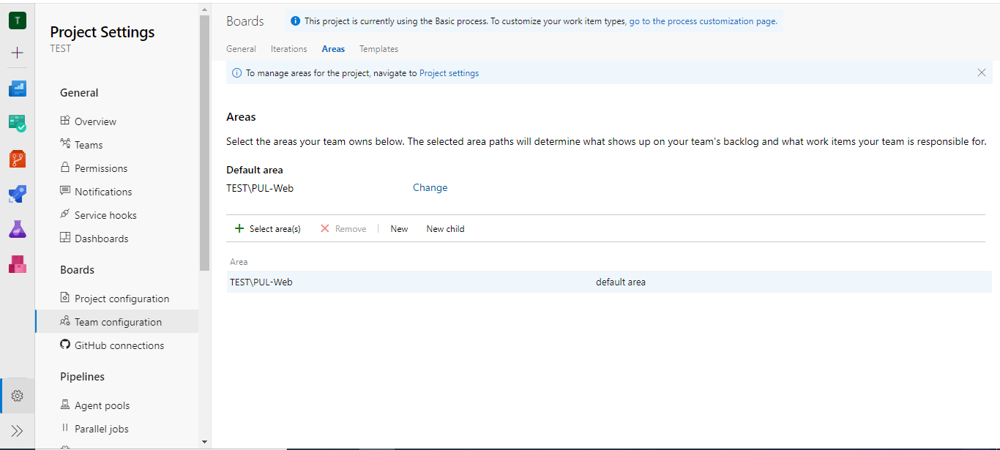 T
Project Settings
TEST
General
Overview
Teams
Permissions
Notifications
Service hooks
Dashboards
Boards
Project configuration
Team configuration
GitHub connections
Pipelines
Agent pools
Parallel jobs
Boards
This project is currently using the Basic process. To customize your work item types, go to the process customization page.
General Iterations Areas Templates
To manage areas for the project, navigate to Project settings
Areas
Select the areas your team owns below. The selected area paths will determine what shows up on your team's backlog and what work items your team is responsible for.
Default area
TEST\PUL-Web Change
Select area(s) Remove New New child
Area
TEST\PUL-Web default area